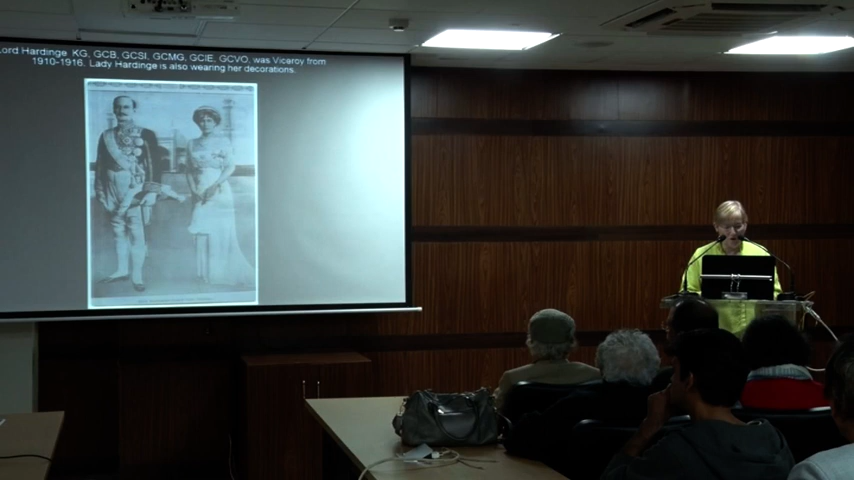 Lord Hardinge KG, GCB, GCSI, GCMG, GCIE, GCVO, was Viceroy from
1910-1916. Lady Hardinge is also wearing her decorations.